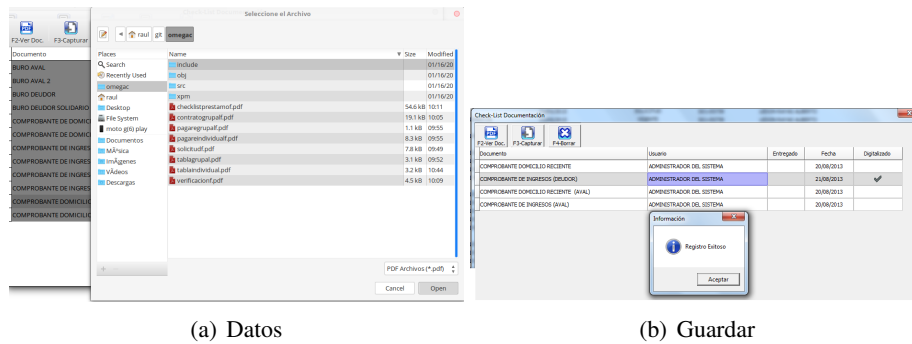 Seleccione el Archivo
F2-Ver Doc. F3-Capturar
raul git omegac
Documento
BURO AVAL
BURO AVAL 2
BURO DEUDOR
BURO DEUDOR SOLIDARIO
COMPROBANTE DE DOMIC
COMPROBANTE DE DOMIC
COMPROBANTE DE INGRES
COMPROBANTE DE INGRES
COMPROBANTE DE INGRES
COMPROBANTE DE INGRES
COMPROBANTE DOMICILIC
COMPROBANTE DOMICILIC
Places
Search
Recently Used
omegac
raul
Desktop
File System
moto g(6) play
Documentos
MÃºsica
ImÃgenes
VÃdeos
Descargas
Name Size Modified
include 01/16/20
obj 01/16/20
src 01/16/20
xpm 01/16/20
checklistprestamof.pdf 54.6 kB 10:11
contratogrupalf.pdf 19.1 kB 10:05
pagaregrupalf.pdf 1.1 kB 09:55
pagareindividualf.pdf 8.3 kB 09:55
solicitudf.pdf 7.8 kB 09:49
tablagrupal.pdf 3.1 kB 09:52
tablaindividual.pdf 3.2 kB 10:44
verificacionf.pdf 4.5 kB 10:09
PDF Archivos (*.pdf)
Cancel Open
(a) Datos
Check-List Documentación
F2-Ver Doc. F3-Capturar F4-Borrar
Documento Usuario Entregado Fecha Digitalizado
COMPROBANTE DOMICILIO RECIENTE ADMINISTRADOR DEL SISTEMA 20/08/2013
COMPROBANTE DE INGRESOS (DEUDOR) ADMINISTRADOR DEL SISTEMA 21/08/2013
COMPROBANTE DOMICILIO RECIENTE (AVAL) ADMINISTRADOR DEL SISTEMA 20/08/2013
COMPROBANTE DE INGRESOS (AVAL) ADMINISTRADOR DEL SISTEMA 20/08/2013
Información
Registro Exitoso
Aceptar
(b) Guardar